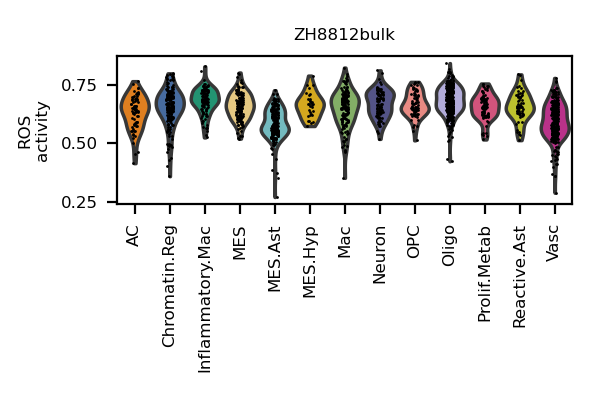 ZH8812bulk
ROS
activity
0.75
0.50
0.25
AC
Chromatin.Reg
Inflammatory.Mac
MES
MES.Ast
MES.Hyp
Mac
Neuron
OPC
Oligo
Prolif.Metab
Reactive.Ast
Vasc